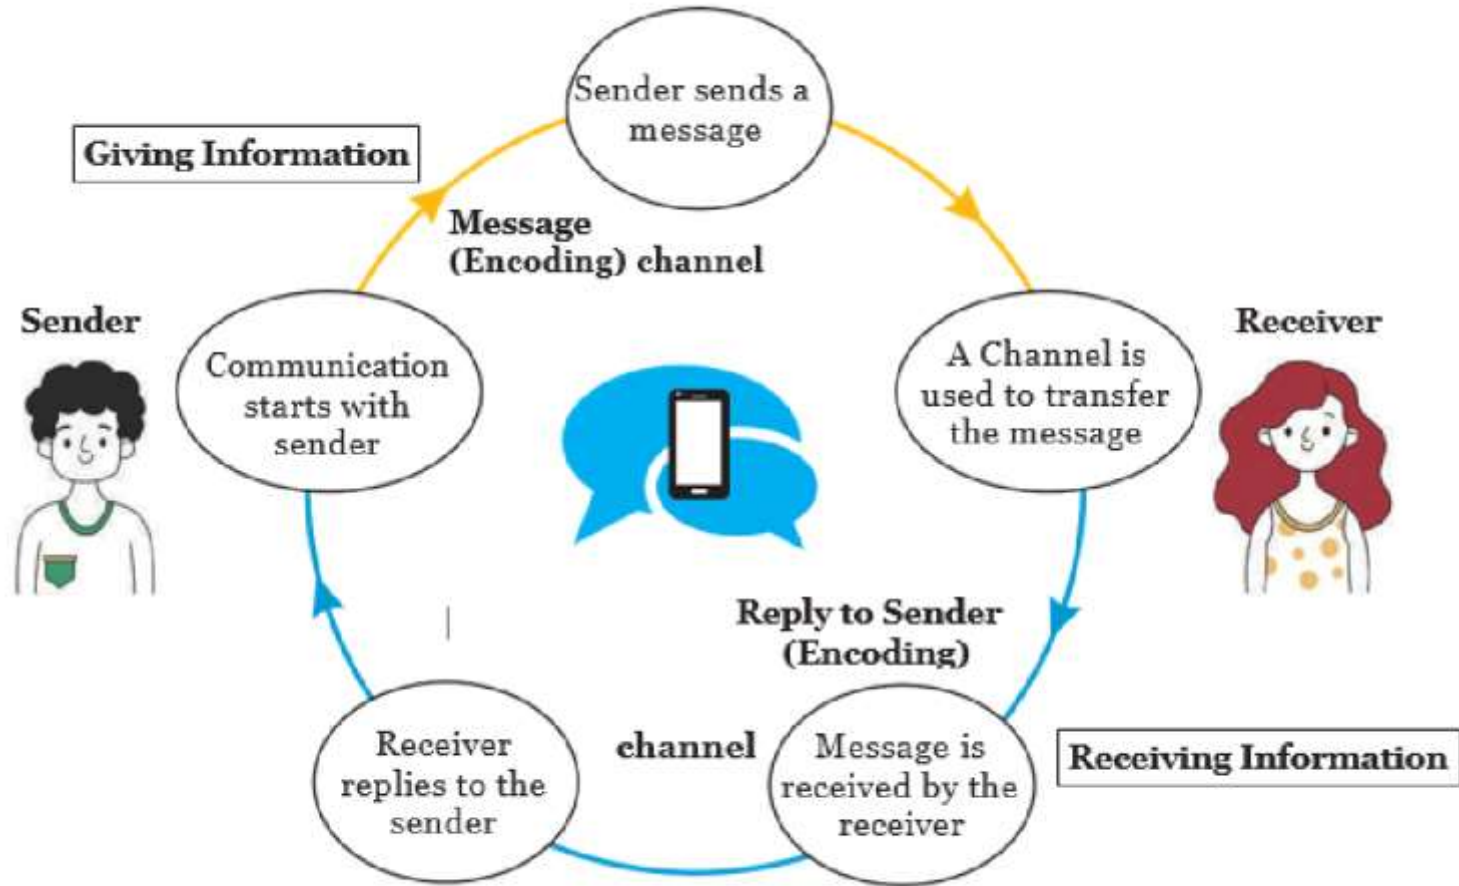 Sender sends a
message
Giving Information
Message
(Encoding) channel
Sender
Communication
starts with
sender
A Channel is
used to transfer
the message
Receiver
Reply to Sender
(Encoding)
Receiver
replies to the
sender
channel
Message is
received by the
receiver
Receiving Information